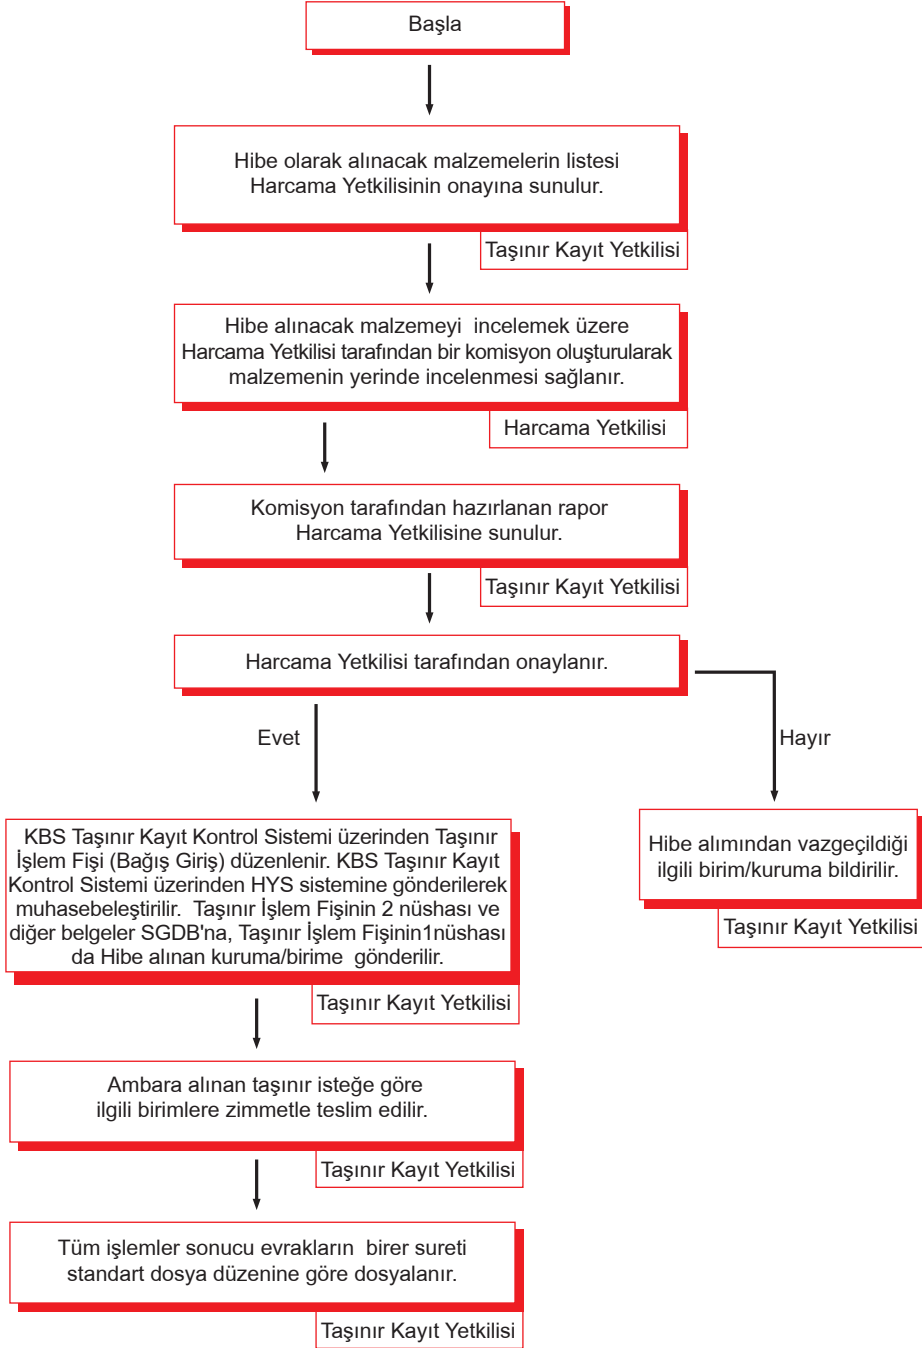 Başla
Hibe olarak alınacak malzemelerin listesi
Harcama Yetkilisinin onayına sunulur.
Taşınır Kayıt Yetkilisi
Hibe alınacak malzemeyi  incelemek üzere
Harcama Yetkilisi tarafından bir komisyon oluşturularak
malzemenin yerinde incelenmesi sağlanır.
Harcama Yetkilisi
Komisyon tarafından hazırlanan rapor
Harcama Yetkilisine sunulur.
Taşınır Kayıt Yetkilisi
Harcama Yetkilisi tarafından onaylanır.
Evet
Hayır
KBS Taşınır Kayıt Kontrol Sistemi üzerinden Taşınır
İşlem Fişi (Bağış Giriş) düzenlenir. KBS Taşınır Kayıt
Kontrol Sistemi üzerinden HYS sistemine gönderilerek
muhasebeleştirilir.  Taşınır İşlem Fişinin 2 nüshası ve
diğer belgeler SGDB'na, Taşınır İşlem Fişinin1nüshası
da Hibe alınan kuruma/birime  gönderilir.
Taşınır Kayıt Yetkilisi
Hibe alımından vazgeçildiği
ilgili birim/kuruma bildirilir.
Taşınır Kayıt Yetkilisi
Ambara alınan taşınır isteğe göre
ilgili birimlere zimmetle teslim edilir.
Taşınır Kayıt Yetkilisi
Tüm işlemler sonucu evrakların  birer sureti
standart dosya düzenine göre dosyalanır.
Taşınır Kayıt Yetkilisi